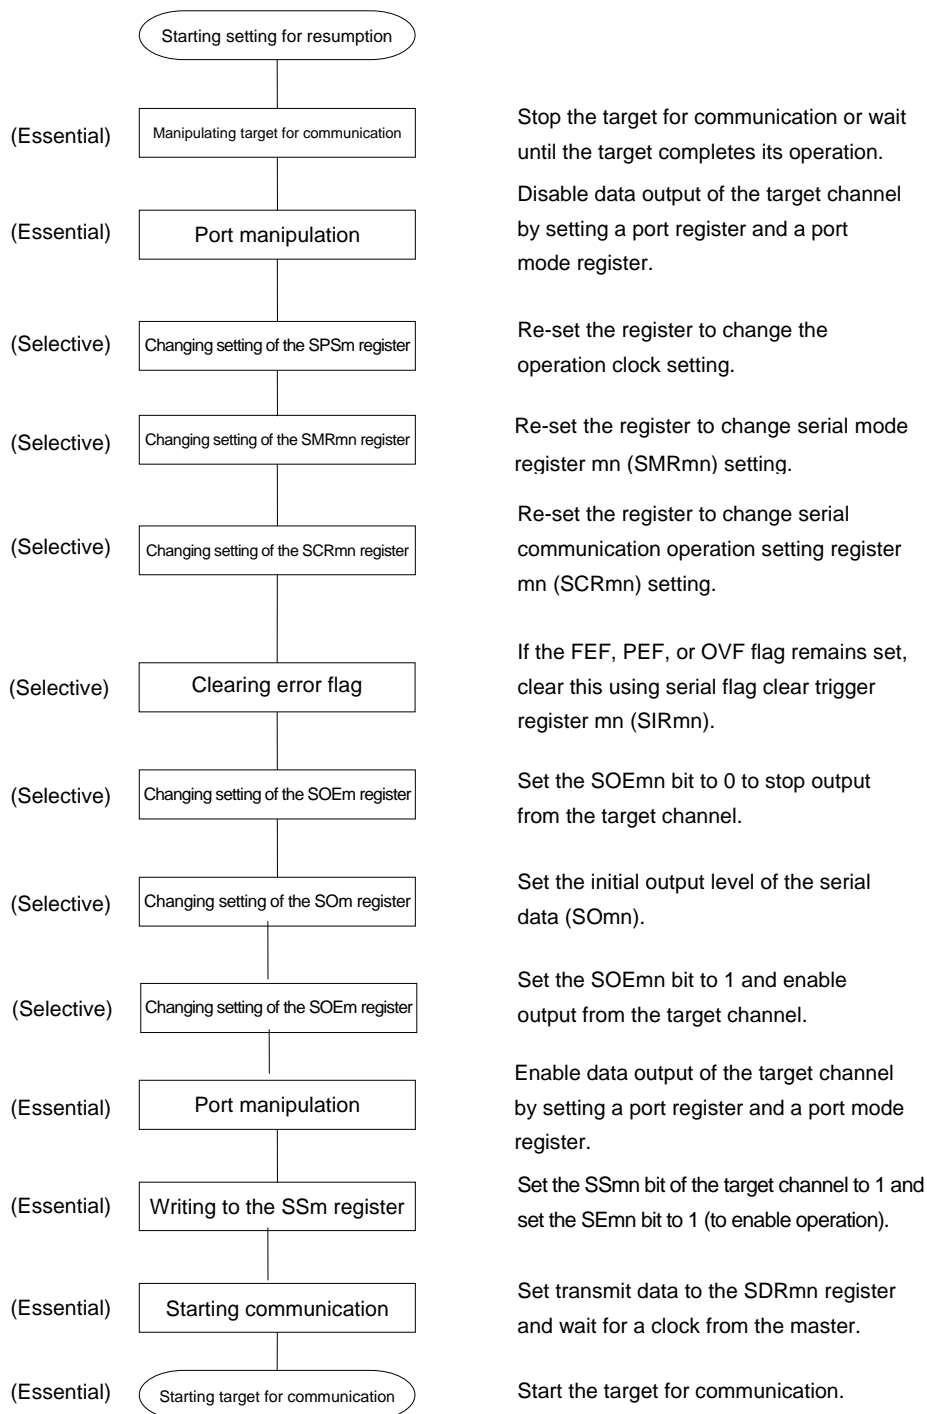 Starting setting for resumption
(Essential)
Manipulating target for communication
Stop the target for communication or wait
until the target completes its operation.
(Essential)
Port manipulation
Disable data output of the target channel
by setting a port register and a port
mode register.
(Selective)
Changing setting of the SPSm register
Re-set the register to change the
operation clock setting.
(Selective)
Changing setting of the SMRmn register
Re-set the register to change serial mode
register mn (SMRmn) setting.
(Selective)
Changing setting of the SCRmn register
Re-set the register to change serial
communication operation setting register
mn (SCRmn) setting.
(Selective)
Clearing error flag
If the FEF, PEF, or OVF flag remains set,
clear this using serial flag clear trigger
register mn (SIRmn).
(Selective)
Changing setting of the SOEm register
Set the SOEmn bit to 0 to stop output
from the target channel.
(Selective)
Changing setting of the SOm register
Set the initial output level of the serial
data (SOmn).
(Selective)
Changing setting of the SOEm register
Set the SOEmn bit to 1 and enable
output from the target channel.
(Essential)
Port manipulation
Enable data output of the target channel
by setting a port register and a port mode
register.
(Essential)
Writing to the SSm register
Set the SSmn bit of the target channel to 1 and
set the SEmn bit to 1 (to enable operation).
(Essential)
Starting communication
Set transmit data to the SDRmn register
and wait for a clock from the master.
(Essential)
Starting target for communication
Start the target for communication.